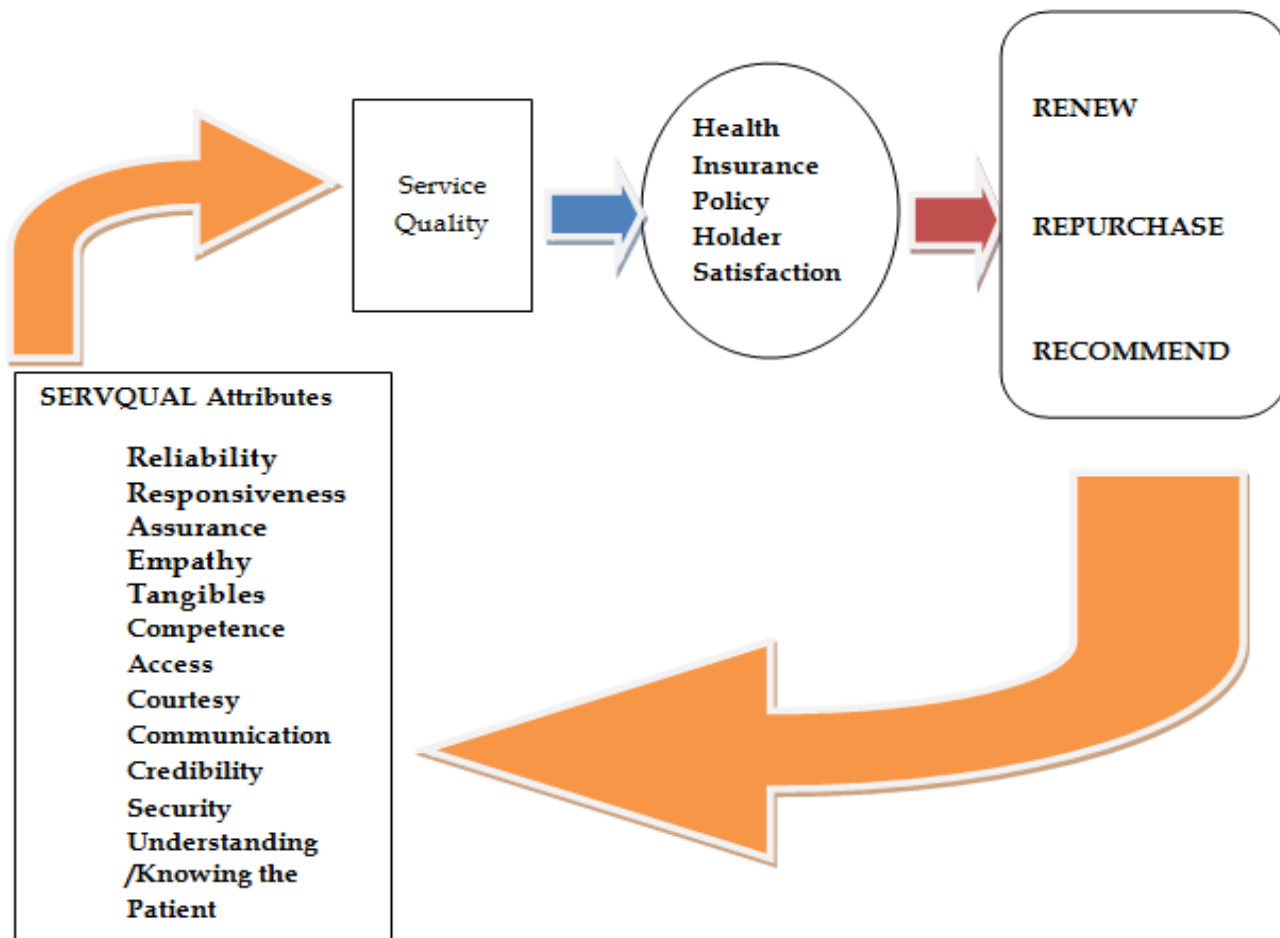 Service
Quality
Health
Insurance
Policy
Holder
Satisfaction
RENEW
REPURCHASE
RECOMMEND
SERVQUAL Attributes
Reliability
Responsiveness
Assurance
Empathy
Tangibles
Competence
Access
Courtesy
Communication
Credibility
Security
Understanding
/Knowing the
Patient